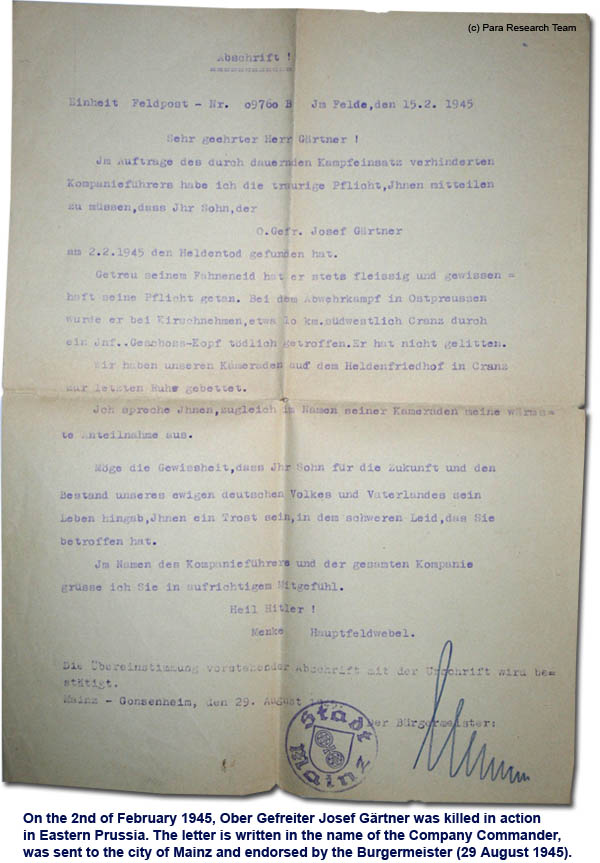 (c) Para Research Team
Abschrift !
Einheit Feldpost - Nr. 09760 B Jm Felde,den 15.2. 1945
Sehr geehrter Herr Gärtner !
Jm Auftrage des durch dauernden Kampfeinsatz verhinderten
Kompanieführers habe ich die traurige Pflicht,Jhnen mitteilen
zu müssen,dass Jhr Sohn,der
O.Gefr. Josef Gärtner
am 2.2.1945 den Heldentod gefunden hat.
Getreu seinem Fahneneid hat er stets fleissig und gewissen =
haft seine Pflicht getan. Bei dem Abwehrkampf in Ostpreussen
wurde er bei Kirschnehmen,etwa 10 km.südwestlich Cranz durch
ein Jnf.. Geschoss-Kopf tödlich getroffen.Er hat nicht gelitten.
Wir haben unseren Kameraden auf dem Heldenfriedhof in Cranz
zur letzten Ruhe gebettet.
Jch spreche Jhnen,zugleich im Namen seiner Kameraden meine wärms=
te Anteilnahme aus.
Möge die Gewissheit,dass Jhr Sohn für die Zukunft und den
Bestand unseres ewigen deutschen Volkes und Vaterlandes sein
Leben hingab,Jhnen ein Trost sein,in dem schweren Leid,das Sie
betroffen hat.
Jm Namen des Kompanieführers und der gesamten Kompanie
grüsse ich Sie in aufrichtigem Mitgefühl.
Heil Hitler !
Menke Hauptfeldwebel.
Die Übereinstimmung vorstehender Abschrift mit der Urschrift wird be=
stätigt.
Mainz - Gonsenheim, den 29. August
Der Bürgermeister:
Stadt Mainz
On the 2nd of February 1945, Ober Gefreiter Josef Gärtner was killed in action
in Eastern Prussia. The letter is written in the name of the Company Commander,
was sent to the city of Mainz and endorsed by the Burgermeister (29 August 1945).